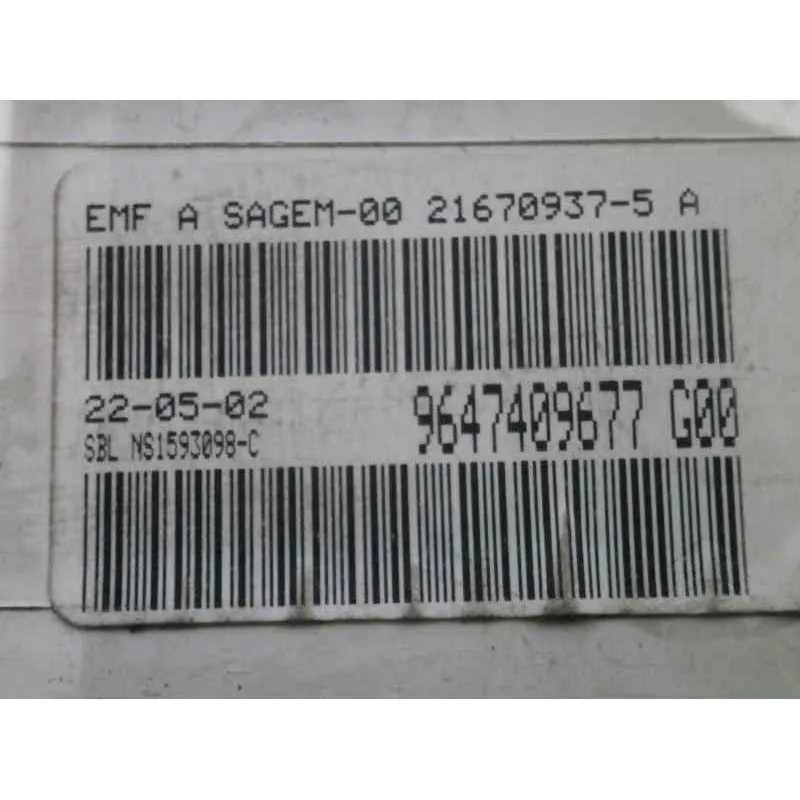 EMF A SAGEM-00 21670937-5 A
22-05-02
9647409677 G00
SBL NS1593098-C